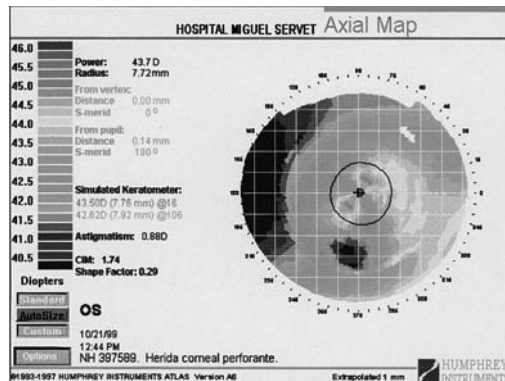 HOSPITAL MIGUEL SERVET Axial Map
46.0
45.5
45.0
44.5
44.0
43.5
43.0
42.5
42.0
41.5
41.0
40.5
Diopters
Standard
AutoSize
Custom
Options
Power: 43.7 D
Radius: 7.72mm
From vertex:
Distance 0.00 mm
S-merid 0°
From pupil:
Distance 0.14 mm
S-merid 180°
Simulated Keratometer:
43.50D (7.76 mm) @16
42.62D (7.92 mm) @106
Astigmatism: 0.88D
CIM: 1.74
Shape Factor: 0.29
OS
10/21/99
12:44 PM
NH 397589. Herida corneal perforante.
©1993-1997 HUMPHREY INSTRUMENTS ATLAS Version A6
Extrapolated 1 mm
HUMPHREY
INSTRUMENTS